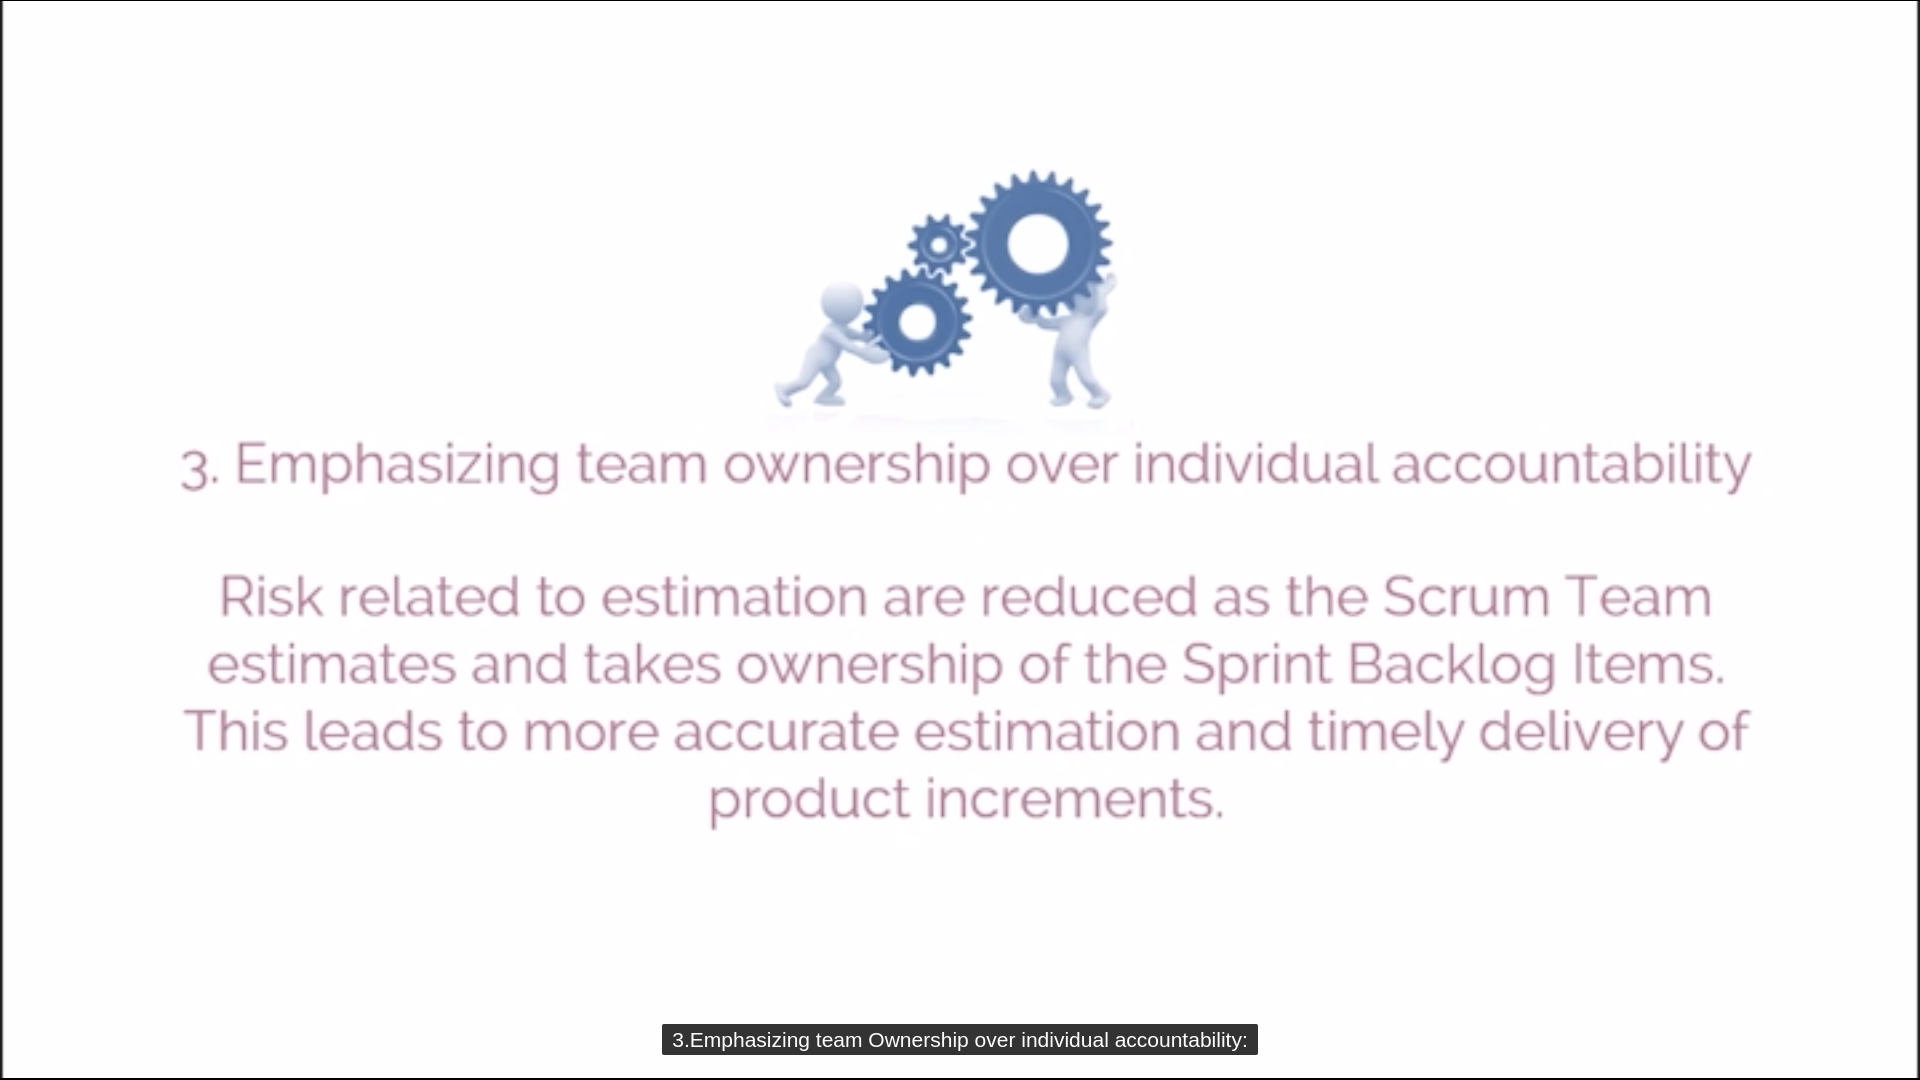 3. Emphasizing team ownership over individual accountability
Risk related to estimation are reduced as the Scrum Team
estimates and takes ownership of the Sprint Backlog Items.
This leads to more accurate estimation and timely delivery of
product increments.
3.Emphasizing team Ownership over individual accountability: